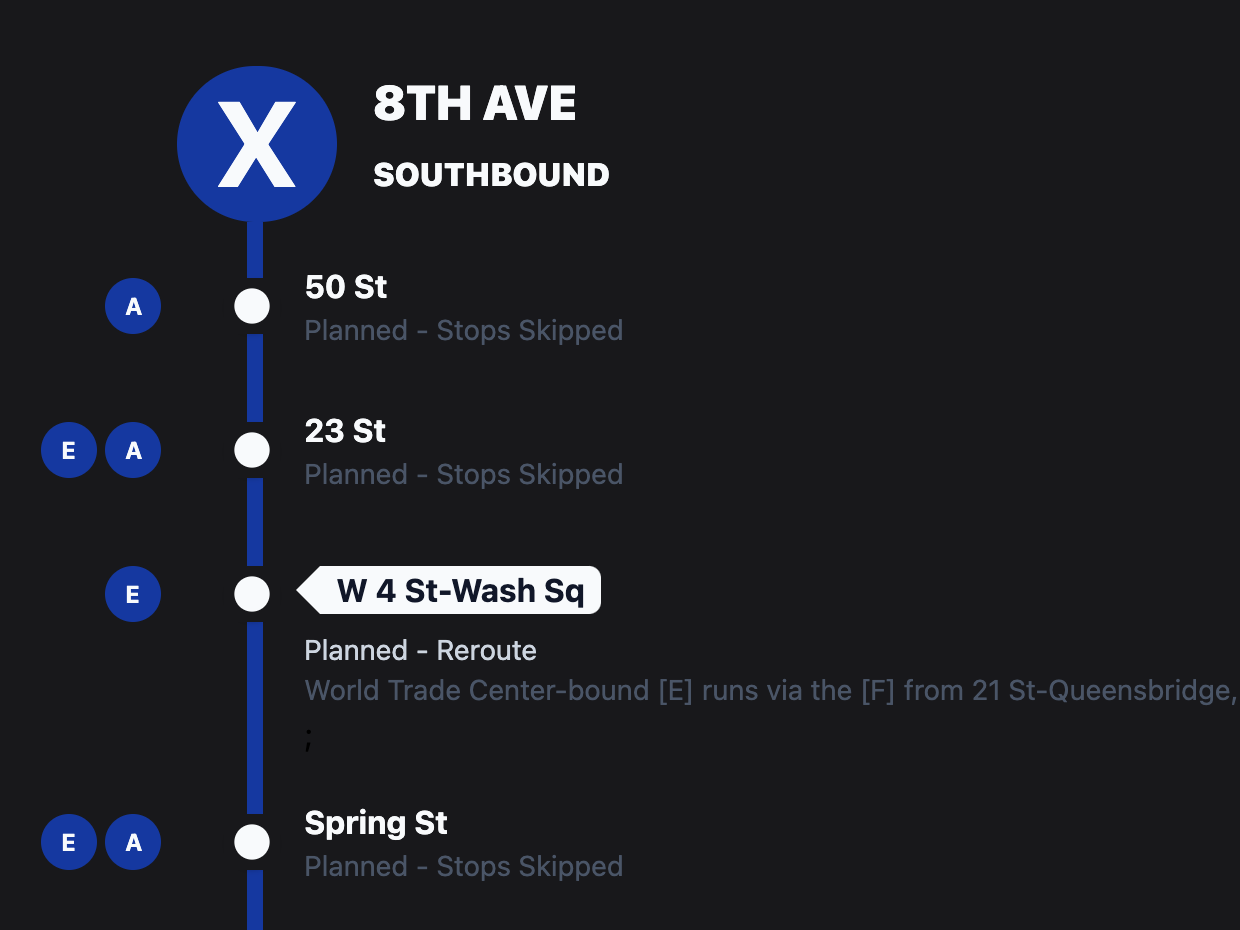 X
8TH AVE
SOUTHBOUND
A
50 St
Planned - Stops Skipped
E A
23 St
Planned - Stops Skipped
E
W 4 St-Wash Sq
Planned - Reroute
World Trade Center-bound [E] runs via the [F] from 21 St-Queensbridge,
;
E A
Spring St
Planned - Stops Skipped